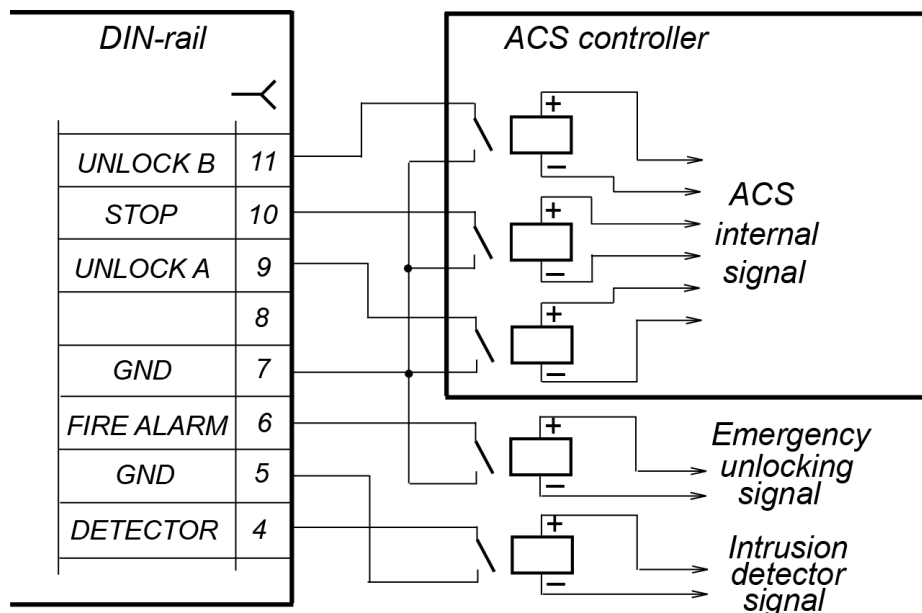 DIN-rail
ACS controller
UNLOCK B 11
STOP 10
UNLOCK A 9
8
GND 7
FIRE ALARM 6
GND 5
DETECTOR 4
+
−
+
−
+
−
ACS
internal
signal
+
−
Emergency
unlocking
signal
+
−
Intrusion
detector
signal